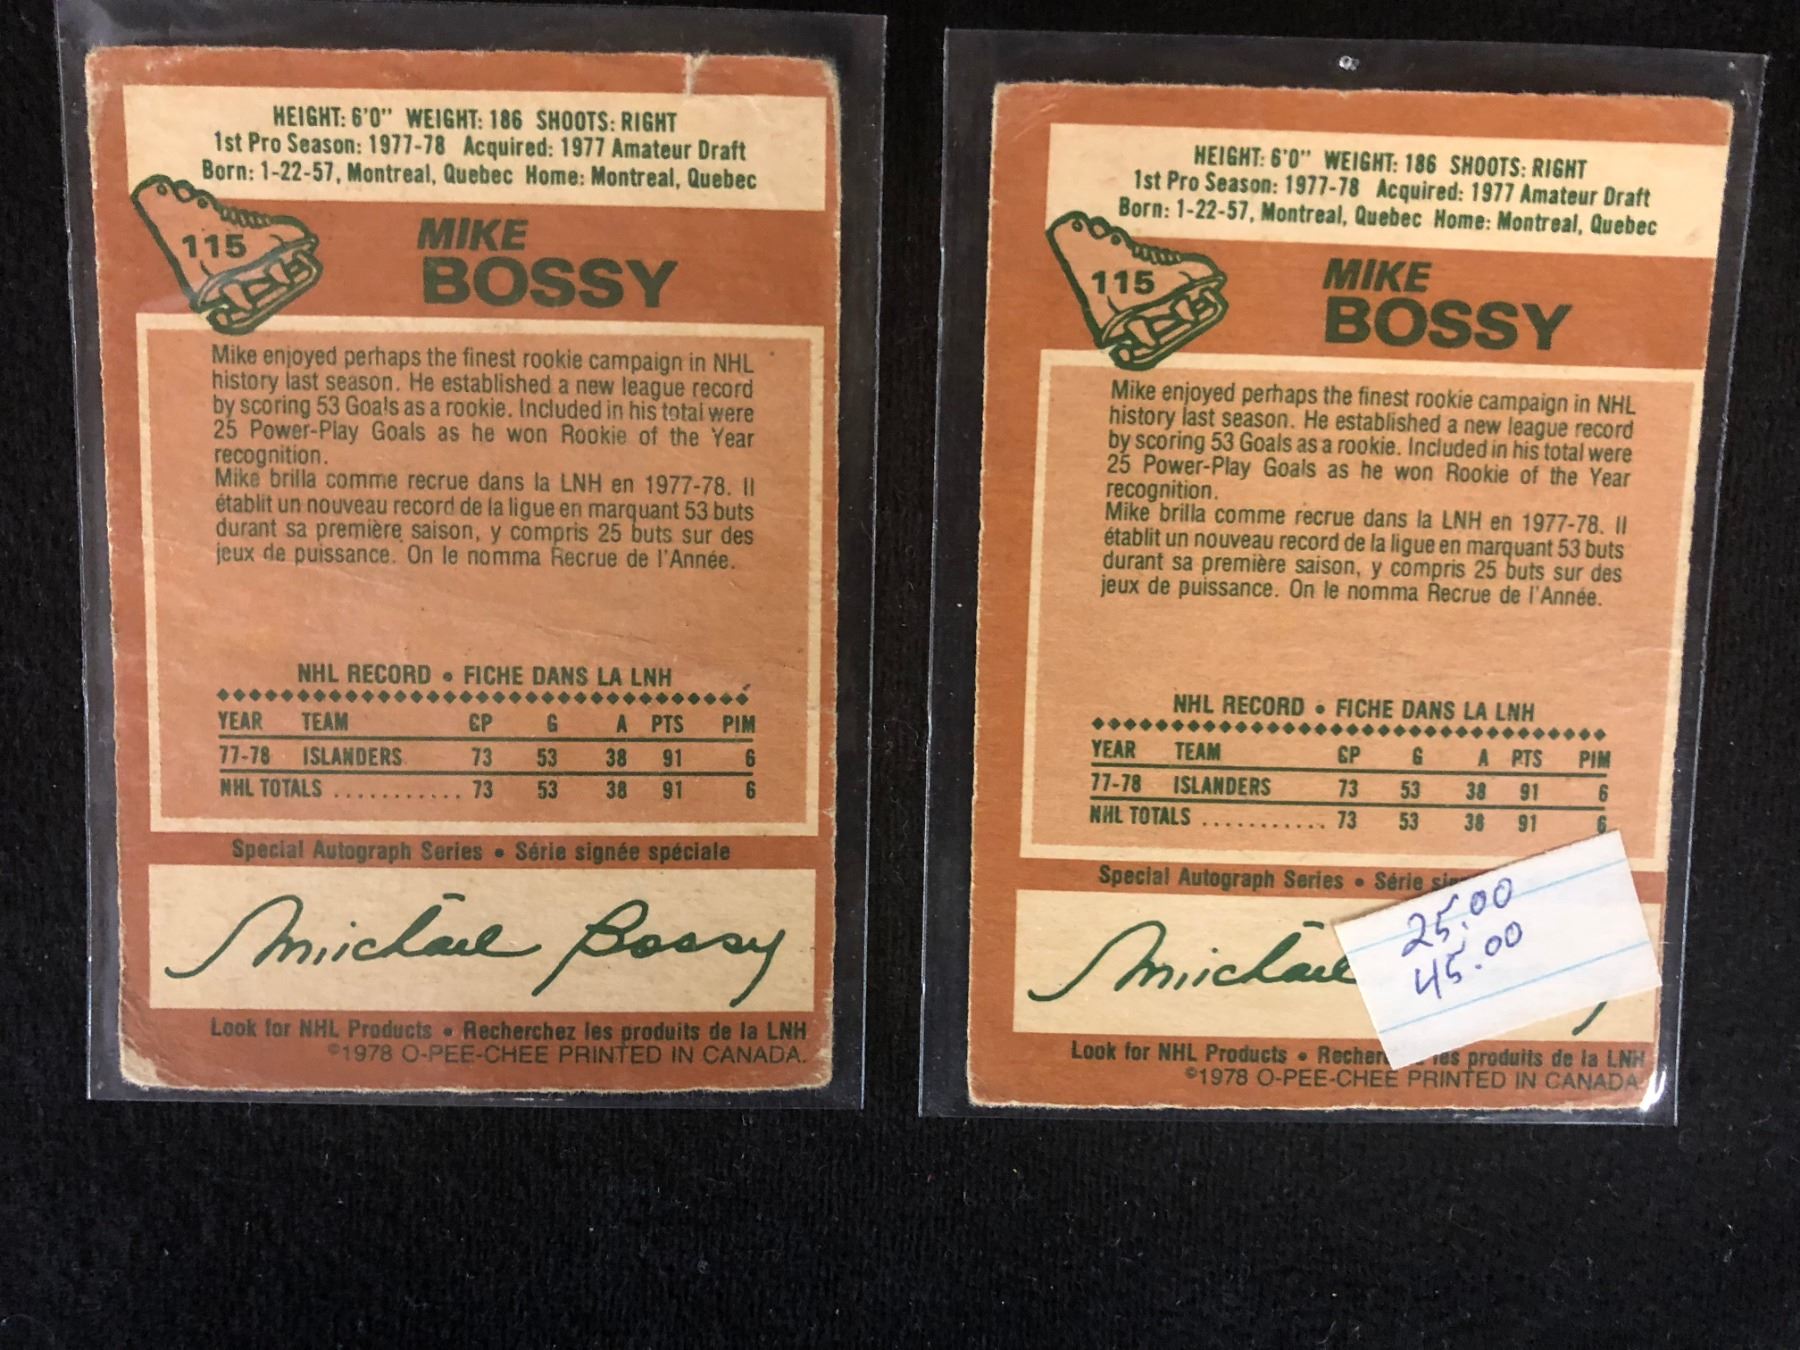 HEIGHT: 6'0" WEIGHT: 186 SHOOTS: RIGHT
1st Pro Season: 1977-78 Acquired: 1977 Amateur Draft
Born: 1-22-57, Montreal, Quebec Home: Montreal, Quebec
115
MIKE
BOSSY
Mike enjoyed perhaps the finest rookie campaign in NHL
history last season. He established a new league record
by scoring 53 Goals as a rookie. Included in his total were
25 Power-Play Goals as he won Rookie of the Year
recognition.
Mike brilla comme recrue dans la LNH en 1977-78. Il
établit un nouveau record de la ligue en marquant 53 buts
durant sa première saison, y compris 25 buts sur des
jeux de puissance. On le nomma Recrue de l'Année.
NHL RECORD • FICHE DANS LA LNH
YEAR TEAM GP G A PTS PIM
77-78 ISLANDERS 73 53 38 91 6
NHL TOTALS ........... 73 53 38 91 6
Special Autograph Series • Série signée spéciale
Michael Bossy
Look for NHL Products • Recherchez les produits de la LNH
©1978 O-PEE-CHEE PRINTED IN CANADA.
HEIGHT: 6'0" WEIGHT: 186 SHOOTS: RIGHT
1st Pro Season: 1977-78 Acquired: 1977 Amateur Draft
Born: 1-22-57, Montreal, Quebec Home: Montreal, Quebec
115
MIKE
BOSSY
Mike enjoyed perhaps the finest rookie campaign in NHL
history last season. He established a new league record
by scoring 53 Goals as a rookie. Included in his total were
25 Power-Play Goals as he won Rookie of the Year
recognition.
Mike brilla comme recrue dans la LNH en 1977-78. Il
établit un nouveau record de la ligue en marquant 53 buts
durant sa première saison, y compris 25 buts sur des
jeux de puissance. On le nomma Recrue de l'Année.
NHL RECORD • FICHE DANS LA LNH
YEAR TEAM GP G A PTS PIM
77-78 ISLANDERS 73 53 38 91 6
NHL TOTALS ........... 73 53 38 91 6
Special Autograph Series • Série
25.00
45.00
Michael
Look for NHL Products • les produits de la LNH
©1978 O-PEE-CHEE PRINTED IN CANADA